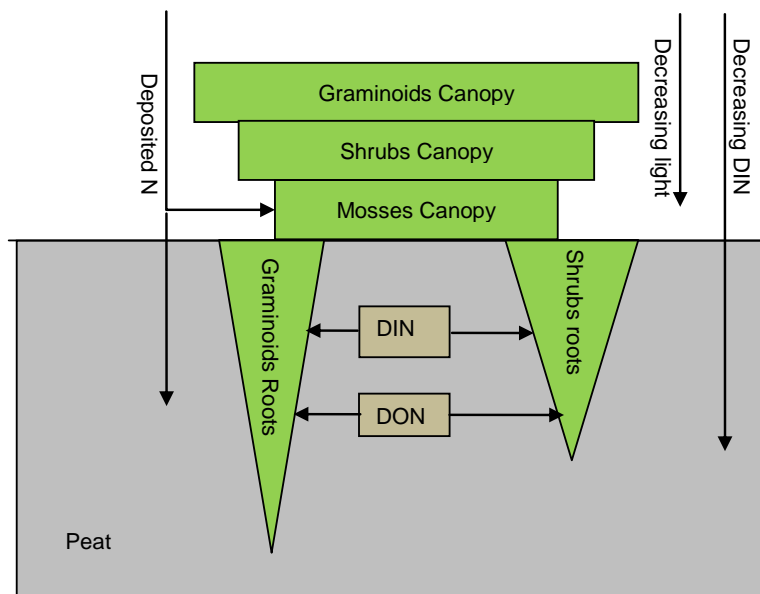 Deposited N
Graminoids Canopy
Shrubs Canopy
Mosses Canopy
Decreasing light
Decreasing DIN
Graminoids Roots
DIN
Shrubs roots
DON
Peat